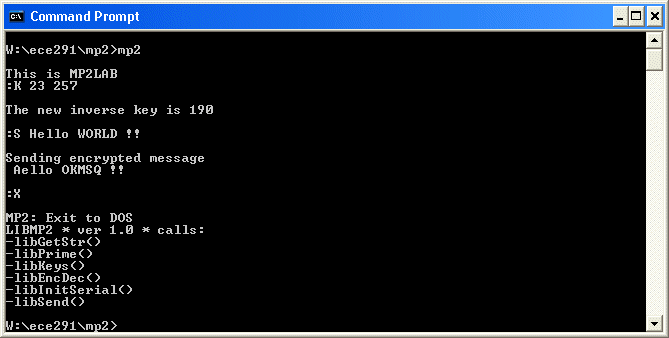 Command Prompt
W:\ece291\mp2>mp2
This is MP2LAB
:K 23 257
The new inverse key is 190
:S Hello WORLD !!
Sending encrypted message
Aello OKMSQ !!
:X
MP2: Exit to DOS
LIBMP2 * ver 1.0 * calls:
-libGetStr()
-libPrime()
-libKeys()
-libEncDec()
-libInitSerial()
-libSend()
W:\ece291\mp2>